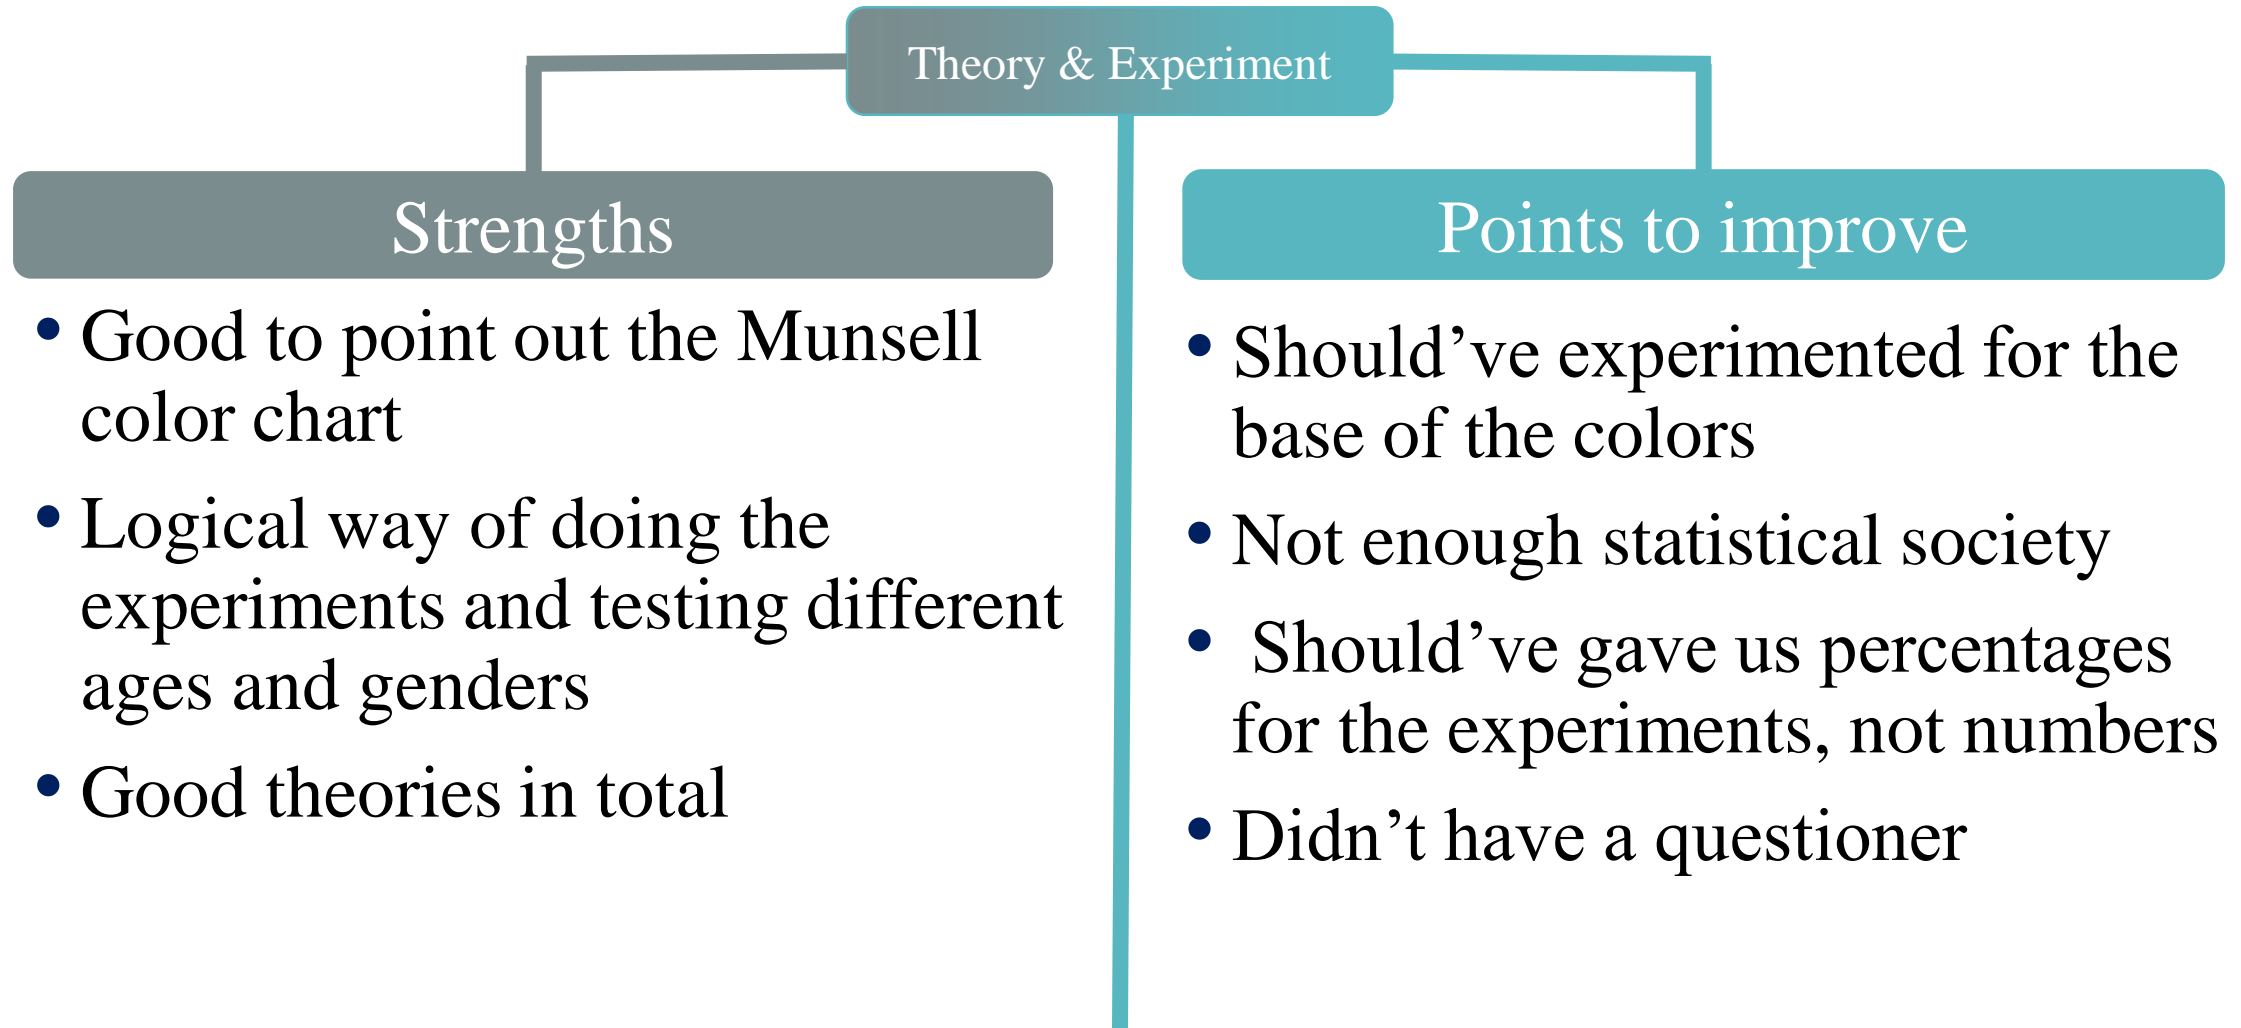 Theory & Experiment
Strengths
• Good to point out the Munsell
color chart
• Logical way of doing the
experiments and testing different
ages and genders
• Good theories in total
Points to improve
• Should’ve experimented for the
base of the colors
• Not enough statistical society
• Should’ve gave us percentages
for the experiments, not numbers
• Didn’t have a questioner